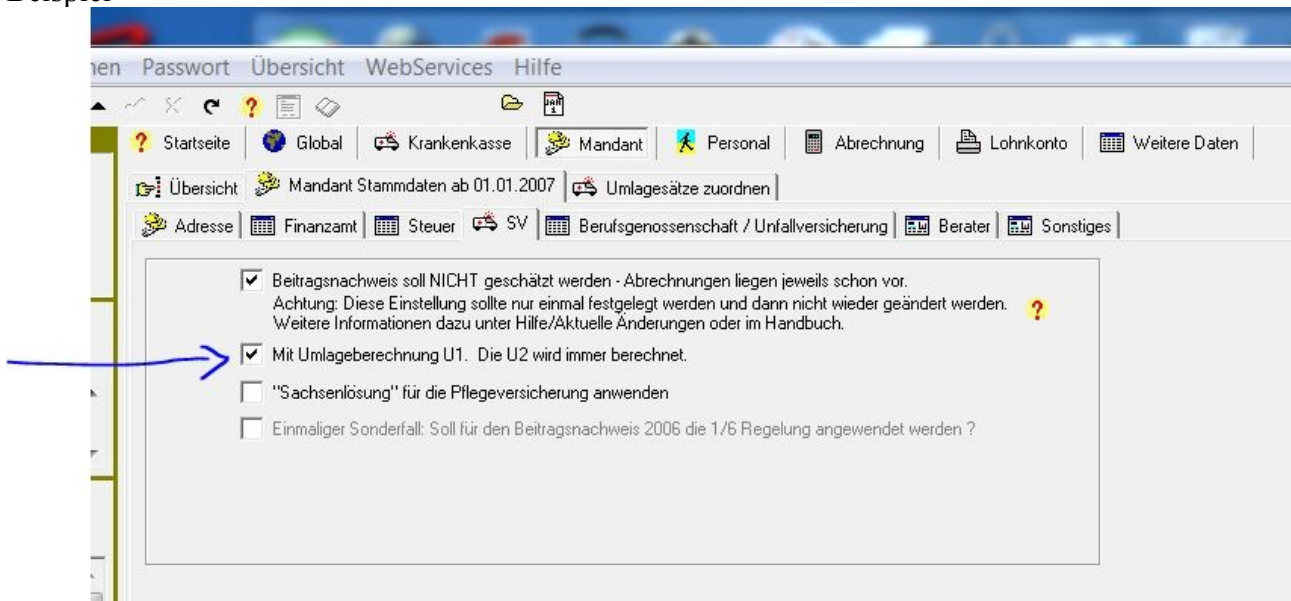 Beispiel
Passwort Übersicht WebServices Hilfe
? ? JAN 1
? Startseite Global Krankenkasse Mandant Personal Abrechnung Lohnkonto Weitere Daten
Übersicht Mandant Stammdaten ab 01.01.2007 Umlagesätze zuordnen
Adresse Finanzamt Steuer SV Berufsgenossenschaft / Unfallversicherung Berater Sonstiges
Beitragsnachweis soll NICHT geschätzt werden - Abrechnungen liegen jeweils schon vor.
Achtung: Diese Einstellung sollte nur einmal festgelegt werden und dann nicht wieder geändert werden. ?
Weitere Informationen dazu unter Hilfe/Aktuelle Änderungen oder im Handbuch.
Mit Umlageberechnung U1. Die U2 wird immer berechnet.
"Sachsenlösung" für die Pflegeversicherung anwenden
Einmaliger Sonderfall: Soll für den Beitragsnachweis 2006 die 1/6 Regelung angewendet werden ?